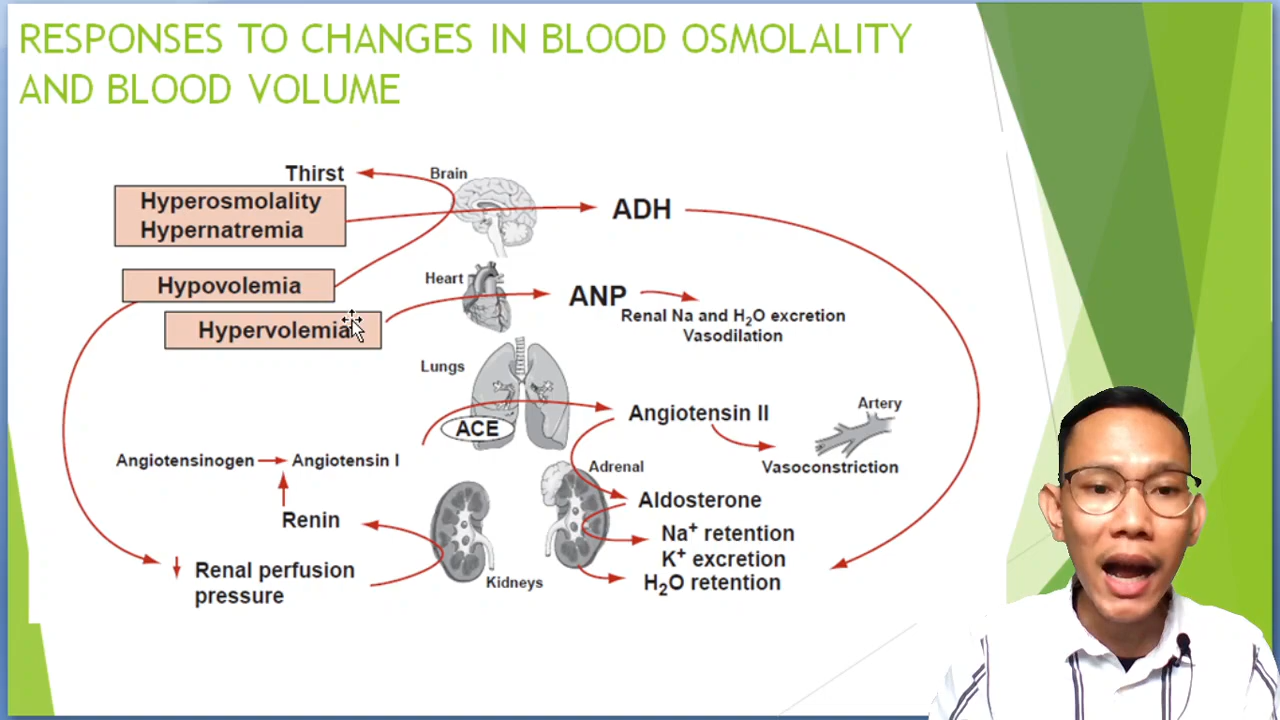 RESPONSES TO CHANGES IN BLOOD OSMOLALITY
AND BLOOD VOLUME
Thirst
Brain
Hyperosmolality
Hypernatremia
ADH
Hypovolemia
Heart
ANP
Renal Na and H₂O excretion
Vasodilation
Hypervolemia
Lungs
ACE
Angiotensin II
Artery
Vasoconstriction
Angiotensinogen
Angiotensin I
Adrenal
Aldosterone
Renin
Na⁺ retention
K⁺ excretion
H₂O retention
Renal perfusion
pressure
Kidneys